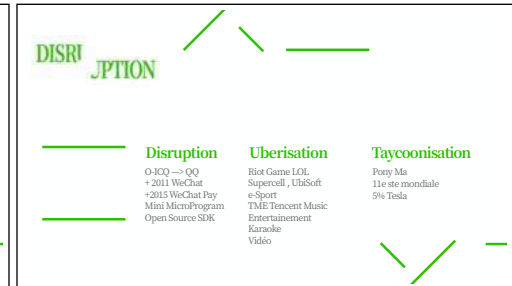 DISRUPTION
Disruption
O-ICQ —> QQ
+ 2011 WeChat
+2015 WeChat Pay
Mini MicroProgram
Open Source SDK
Uberisation
Riot Game LOL
Supercell , UbiSoft
e-Sport
TME Tencent Music
Entertainement
Karaoke
Vidéo
Taycoonisation
Pony Ma
11e ste mondiale
5% Tesla